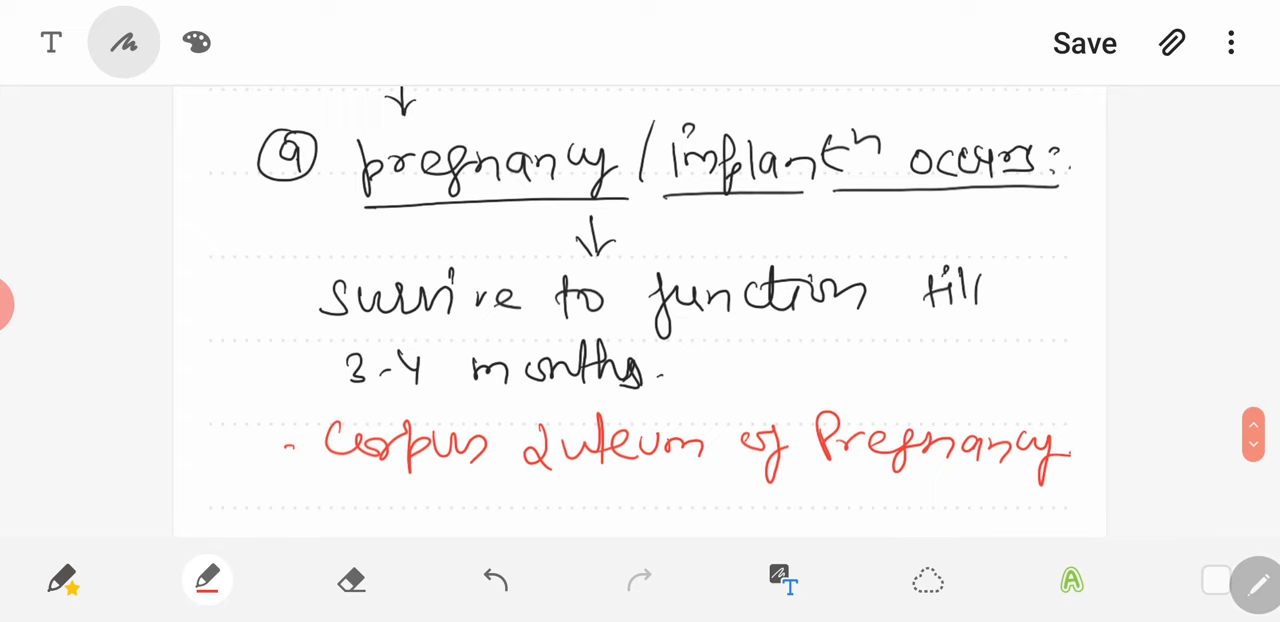 T Save
ⓐ pregnancy / implantn occurs:
survive to function till
3-4 months.
- Corpus Luteum of Pregnancy
T A